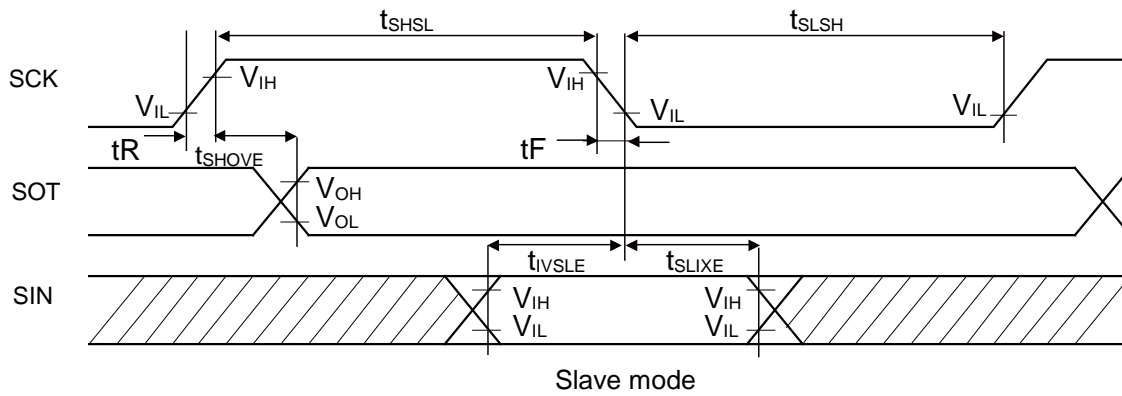 tSHSL
tSLSH
SCK
VIH
VIH
VIL
VIL
VIL
tR
tSHOVE
tF
SOT
VOH
VOL
tIVSLE
tSLIXE
SIN
VIH
VIH
VIL
VIL
Slave mode